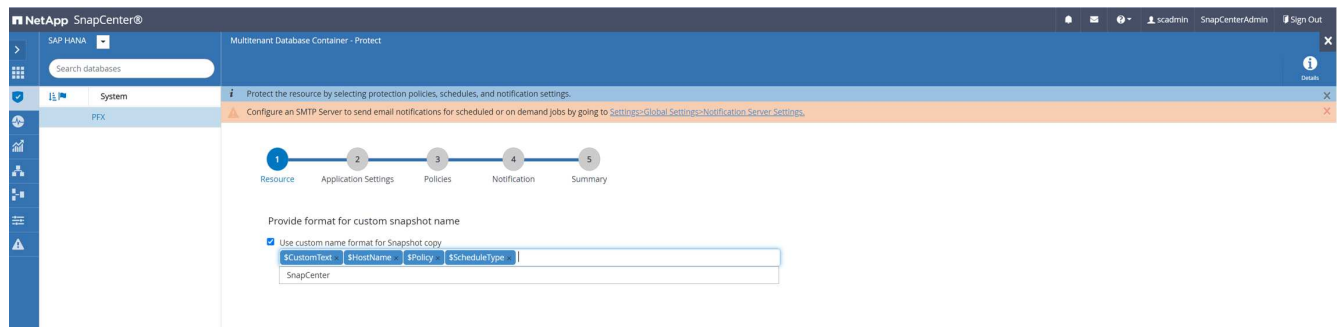 NetApp SnapCenter®
scadmin SnapCenterAdmin Sign Out
SAP HANA
Multitenant Database Container - Protect
Search databases
Details
System
Protect the resource by selecting protection policies, schedules, and notification settings.
PFX
Configure an SMTP Server to send email notifications for scheduled or on demand jobs by going to Settings>Global Settings>Notification Server Settings.
1 2 3 4 5
Resource Application Settings Policies Notification Summary
Provide format for custom snapshot name
Use custom name format for Snapshot copy
$CustomText × $HostName × $Policy × $ScheduleType ×
SnapCenter